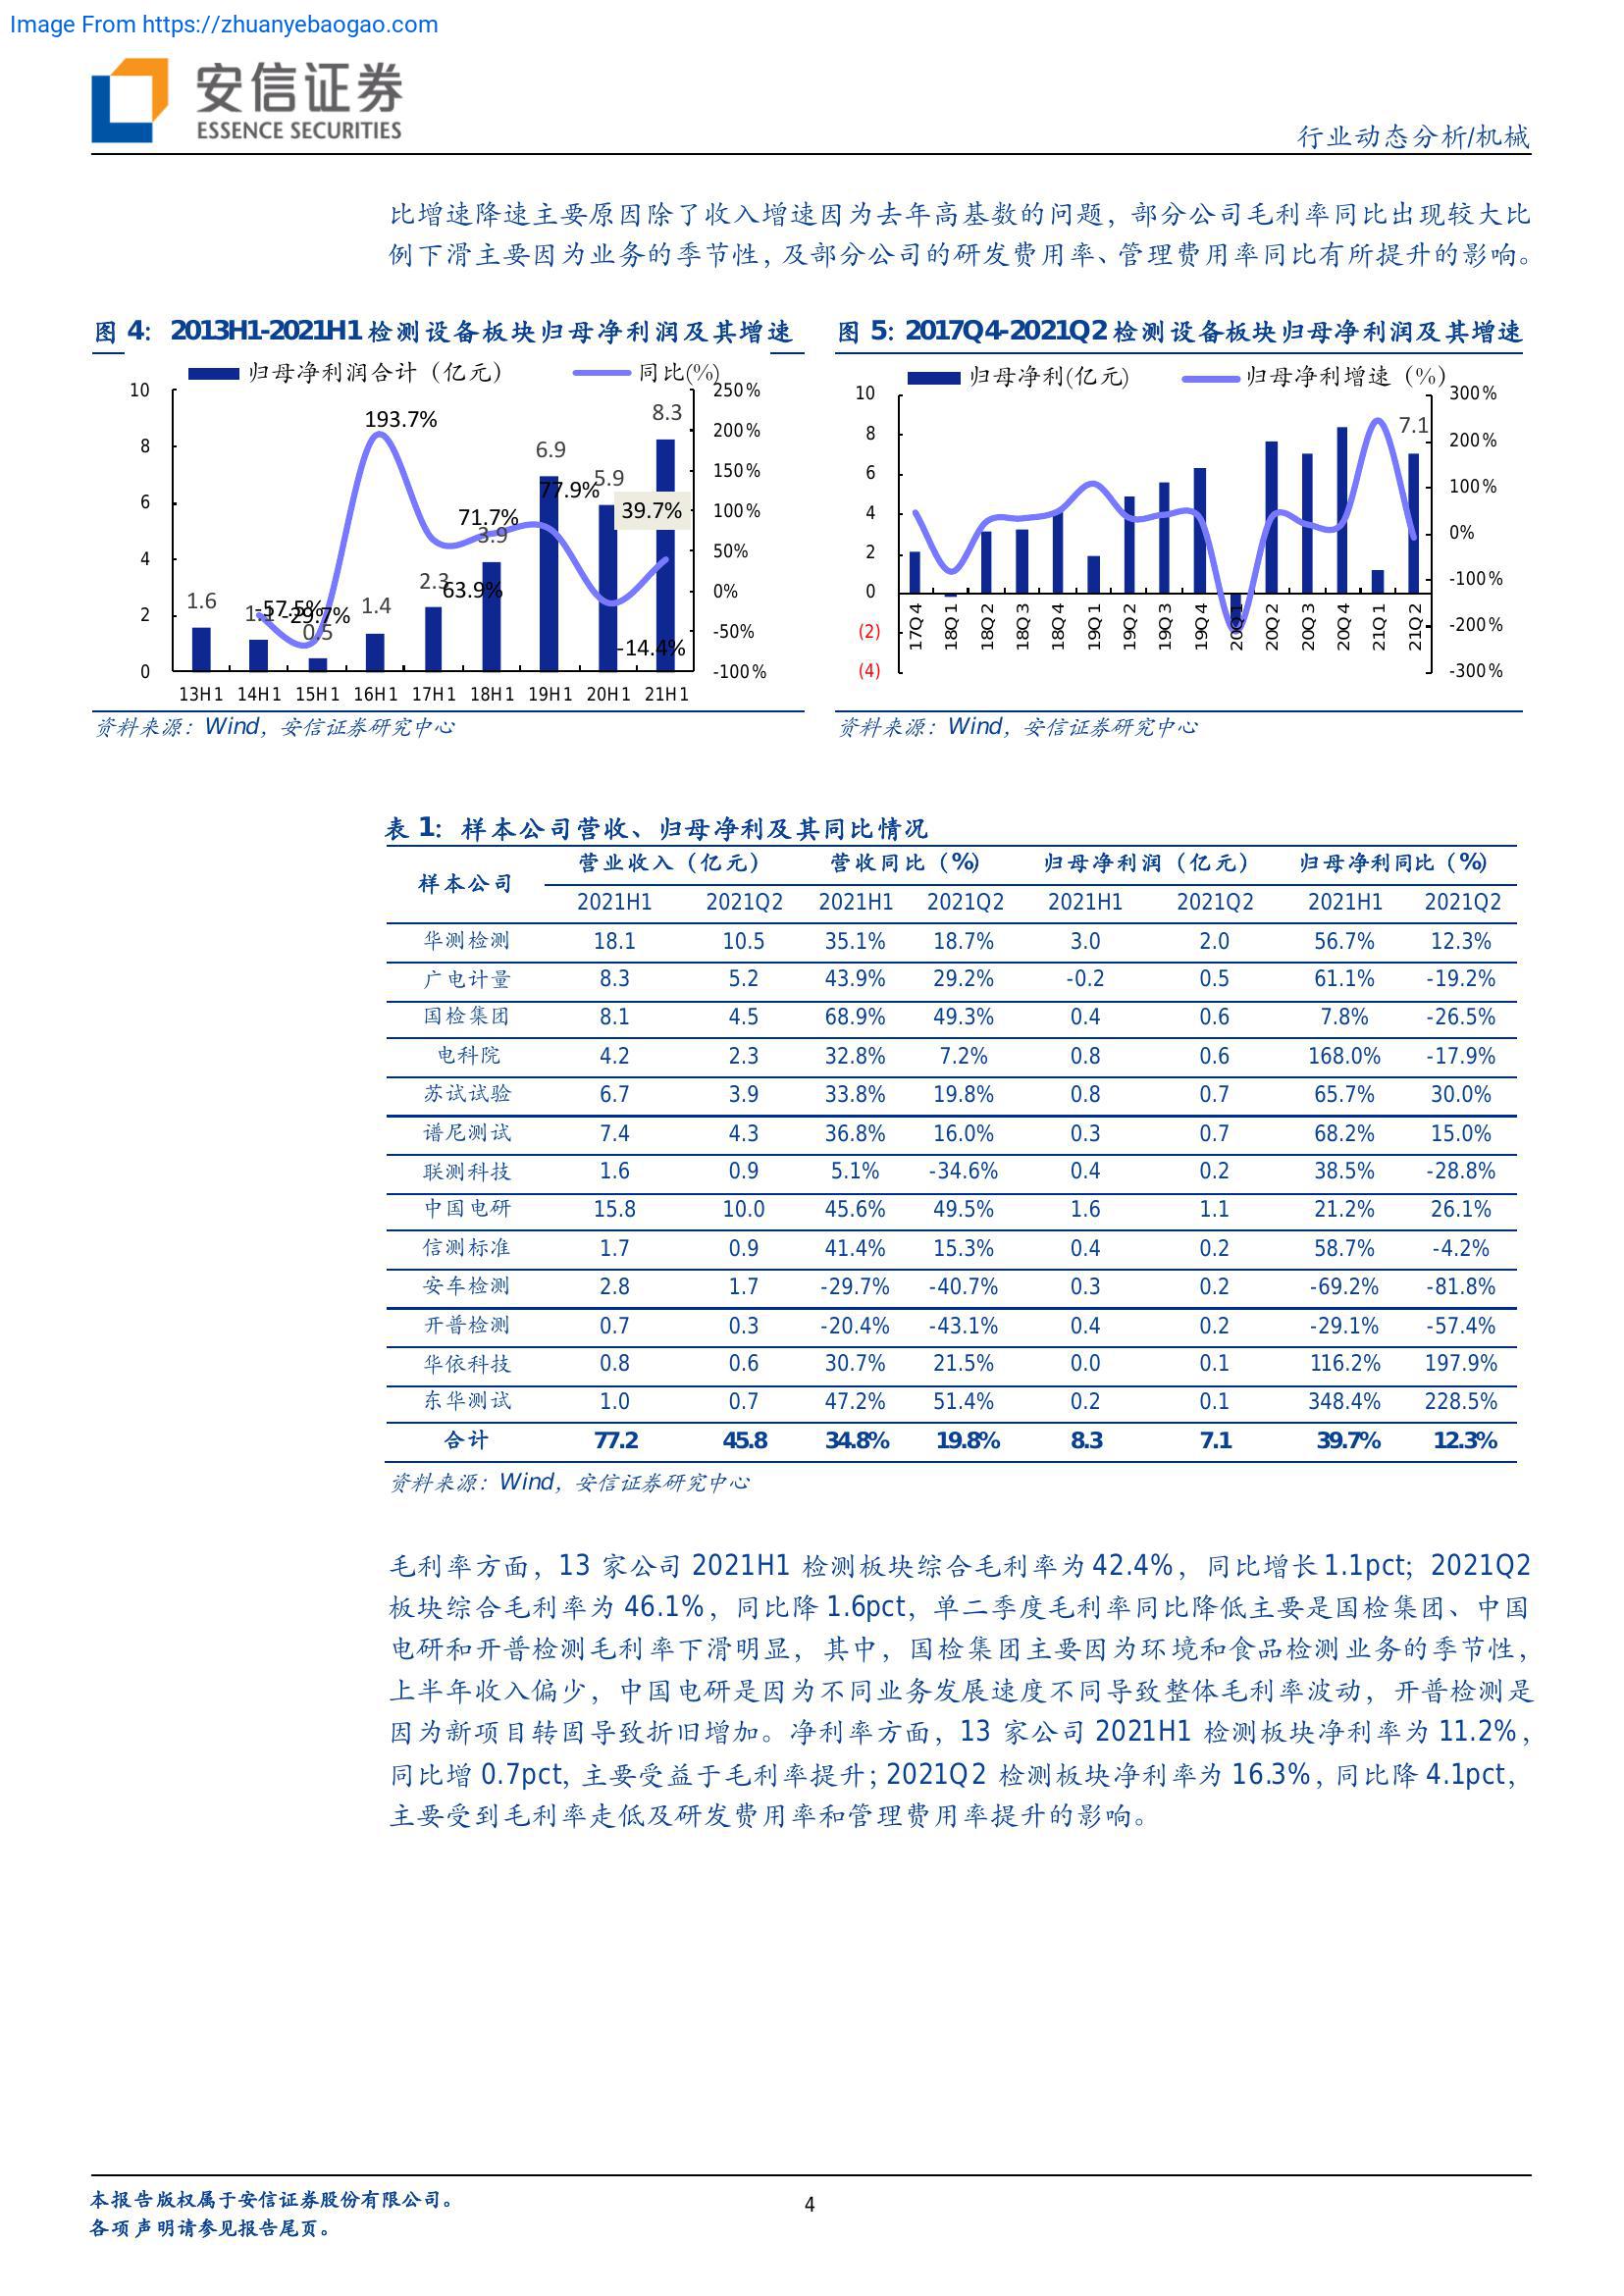 Image From https://zhuanyebaogao.com
安信证券
ESSENCE SECURITIES
行业动态分析/机械
比增速降速主要原因除了收入增速因为去年高基数的问题，部分公司毛利率同比出现较大比
例下滑主要因为业务的季节性，及部分公司的研发费用率、管理费用率同比有所提升的影响。
图 4：2013H1-2021H1检测设备板块归母净利润及其增速
归母净利润合计（亿元） 同比(%)
10 8 6 4 2 0
250% 200% 150% 100% 50% 0% -50% -100%
1.6 1.1 0.5 1.4 2.3 3.9 6.9 5.9 8.3
-29.7% -57.5% 193.7% 63.9% 71.7% 77.9% -14.4% 39.7%
13H1 14H1 15H1 16H1 17H1 18H1 19H1 20H1 21H1
资料来源：Wind，安信证券研究中心
图 5：2017Q4-2021Q2检测设备板块归母净利润及其增速
归母净利(亿元) 归母净利增速（%）
10 8 6 4 2 0 (2) (4)
300% 200% 100% 0% -100% -200% -300%
7.1
17Q4 18Q1 18Q2 18Q3 18Q4 19Q1 19Q2 19Q3 19Q4 20Q1 20Q2 20Q3 20Q4 21Q1 21Q2
资料来源：Wind，安信证券研究中心
表 1：样本公司营收、归母净利及其同比情况
样本公司 营业收入（亿元） 营收同比（%） 归母净利润（亿元） 归母净利同比（%）
2021H1 2021Q2 2021H1 2021Q2 2021H1 2021Q2 2021H1 2021Q2
华测检测 18.1 10.5 35.1% 18.7% 3.0 2.0 56.7% 12.3%
广电计量 8.3 5.2 43.9% 29.2% -0.2 0.5 61.1% -19.2%
国检集团 8.1 4.5 68.9% 49.3% 0.4 0.6 7.8% -26.5%
电科院 4.2 2.3 32.8% 7.2% 0.8 0.6 168.0% -17.9%
苏试试验 6.7 3.9 33.8% 19.8% 0.8 0.7 65.7% 30.0%
谱尼测试 7.4 4.3 36.8% 16.0% 0.3 0.7 68.2% 15.0%
联测科技 1.6 0.9 5.1% -34.6% 0.4 0.2 38.5% -28.8%
中国电研 15.8 10.0 45.6% 49.5% 1.6 1.1 21.2% 26.1%
信测标准 1.7 0.9 41.4% 15.3% 0.4 0.2 58.7% -4.2%
安车检测 2.8 1.7 -29.7% -40.7% 0.3 0.2 -69.2% -81.8%
开普检测 0.7 0.3 -20.4% -43.1% 0.4 0.2 -29.1% -57.4%
华依科技 0.8 0.6 30.7% 21.5% 0.0 0.1 116.2% 197.9%
东华测试 1.0 0.7 47.2% 51.4% 0.2 0.1 348.4% 228.5%
合计 77.2 45.8 34.8% 19.8% 8.3 7.1 39.7% 12.3%
资料来源：Wind，安信证券研究中心
毛利率方面，13 家公司 2021H1 检测板块综合毛利率为 42.4%，同比增长 1.1pct；2021Q2
板块综合毛利率为 46.1%，同比降 1.6pct，单二季度毛利率同比降低主要是国检集团、中国
电研和开普检测毛利率下滑明显，其中，国检集团主要因为环境和食品检测业务的季节性，
上半年收入偏少，中国电研是因为不同业务发展速度不同导致整体毛利率波动，开普检测是
因为新项目转固导致折旧增加。净利率方面，13 家公司 2021H1 检测板块净利率为 11.2%，
同比增 0.7pct，主要受益于毛利率提升；2021Q2 检测板块净利率为 16.3%，同比降 4.1pct，
主要受到毛利率走低及研发费用率和管理费用率提升的影响。
本报告版权属于安信证券股份有限公司。
4
各项声明请参见报告尾页。